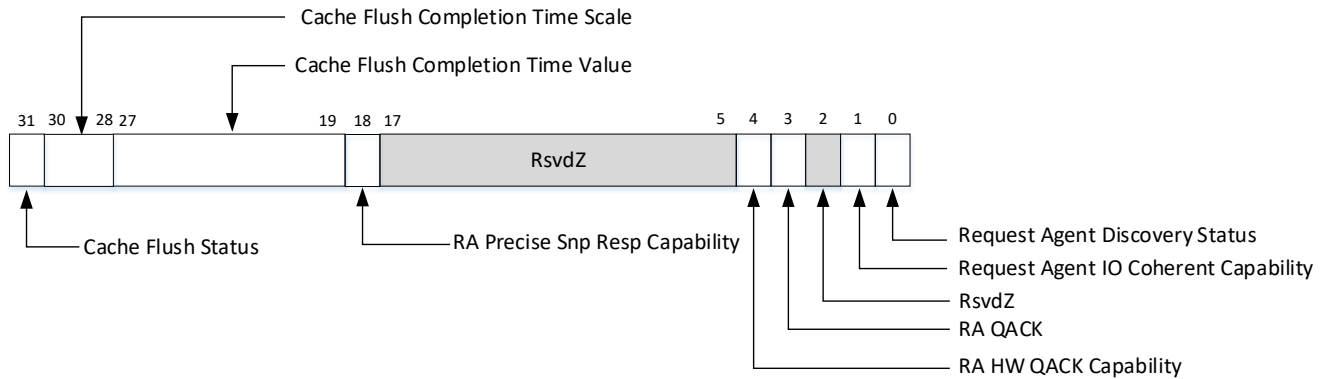 Cache Flush Completion Time Scale
Cache Flush Completion Time Value
31 30 28 27 19 18 17 5 4 3 2 1 0
RsvdZ
Cache Flush Status
RA Precise Snp Resp Capability
Request Agent Discovery Status
Request Agent IO Coherent Capability
RsvdZ
RA QACK
RA HW QACK Capability